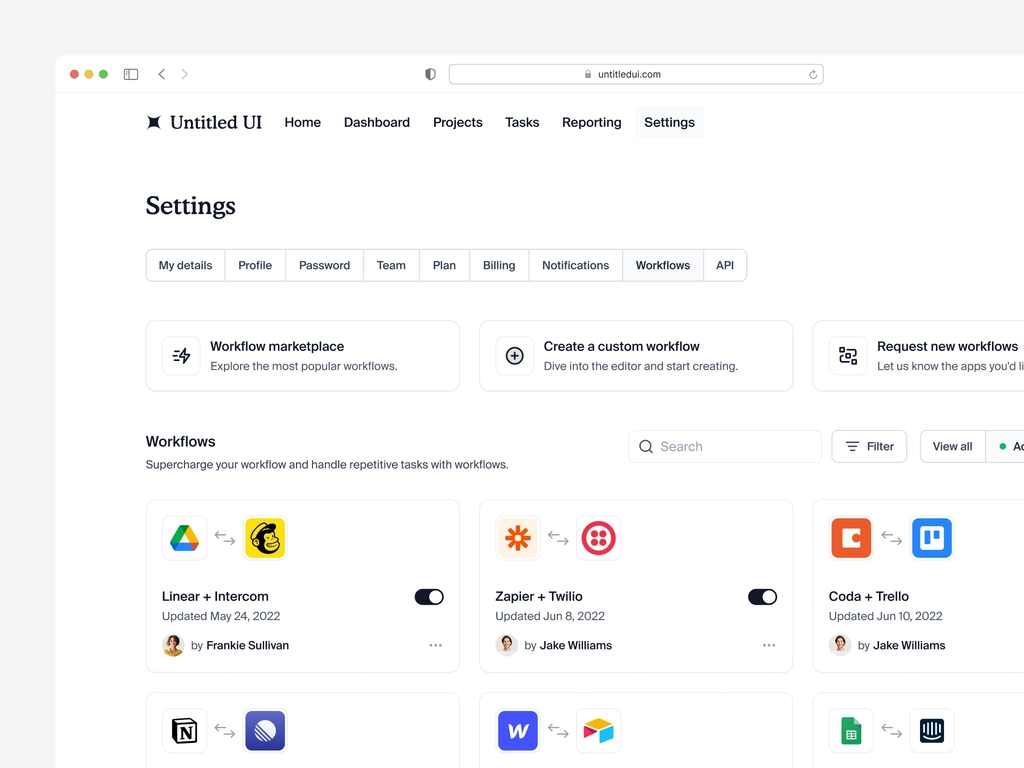 untitledui.com
Untitled UI Home Dashboard Projects Tasks Reporting Settings
Settings
My details Profile Password Team Plan Billing Notifications Workflows API
Workflow marketplace
Explore the most popular workflows.
Create a custom workflow
Dive into the editor and start creating.
Request new workflows
Let us know the apps you'd
Workflows
Supercharge your workflow and handle repetitive tasks with workflows.
Search Filter View all
Linear + Intercom
Updated May 24, 2022
by Frankie Sullivan
Zapier + Twilio
Updated Jun 8, 2022
by Jake Williams
Coda + Trello
Updated Jun 10, 2022
by Jake Williams